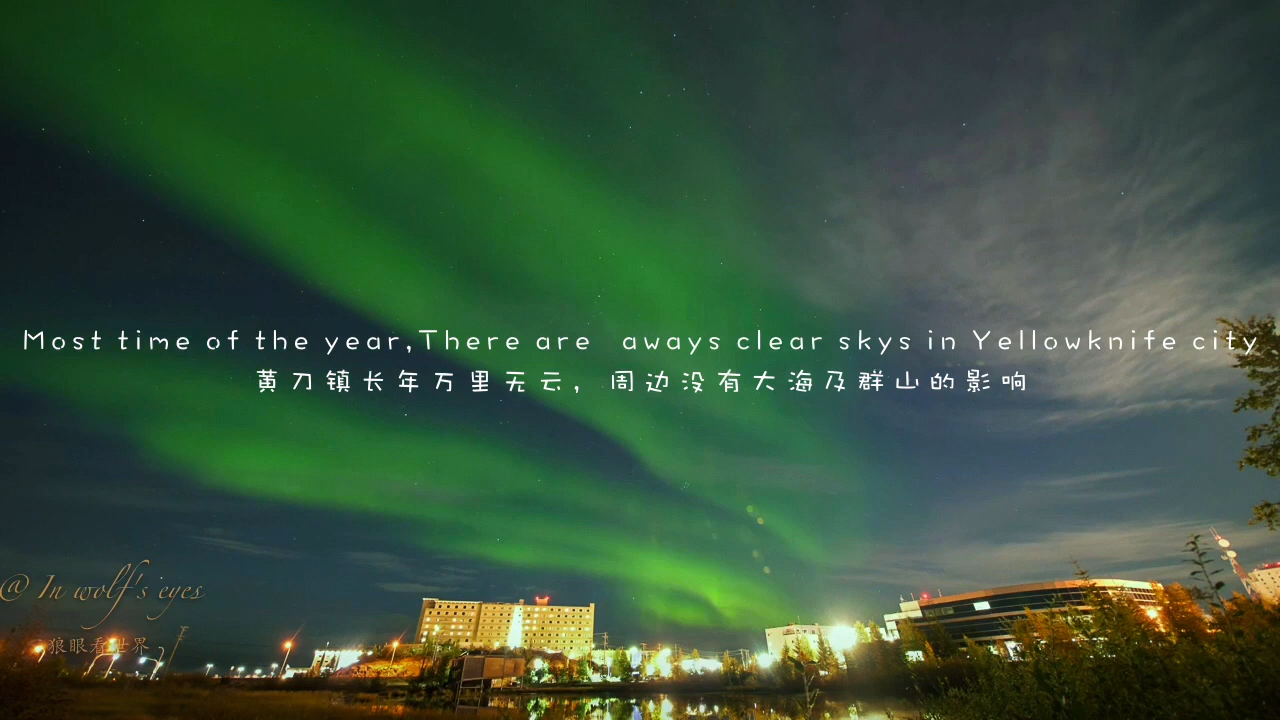 Most time of the year,There are aways clear skys in Yellowknife city
黄刀镇长年万里无云，周边没有大海及群山的影响
@ In wolf's eyes
@狼眼看世界